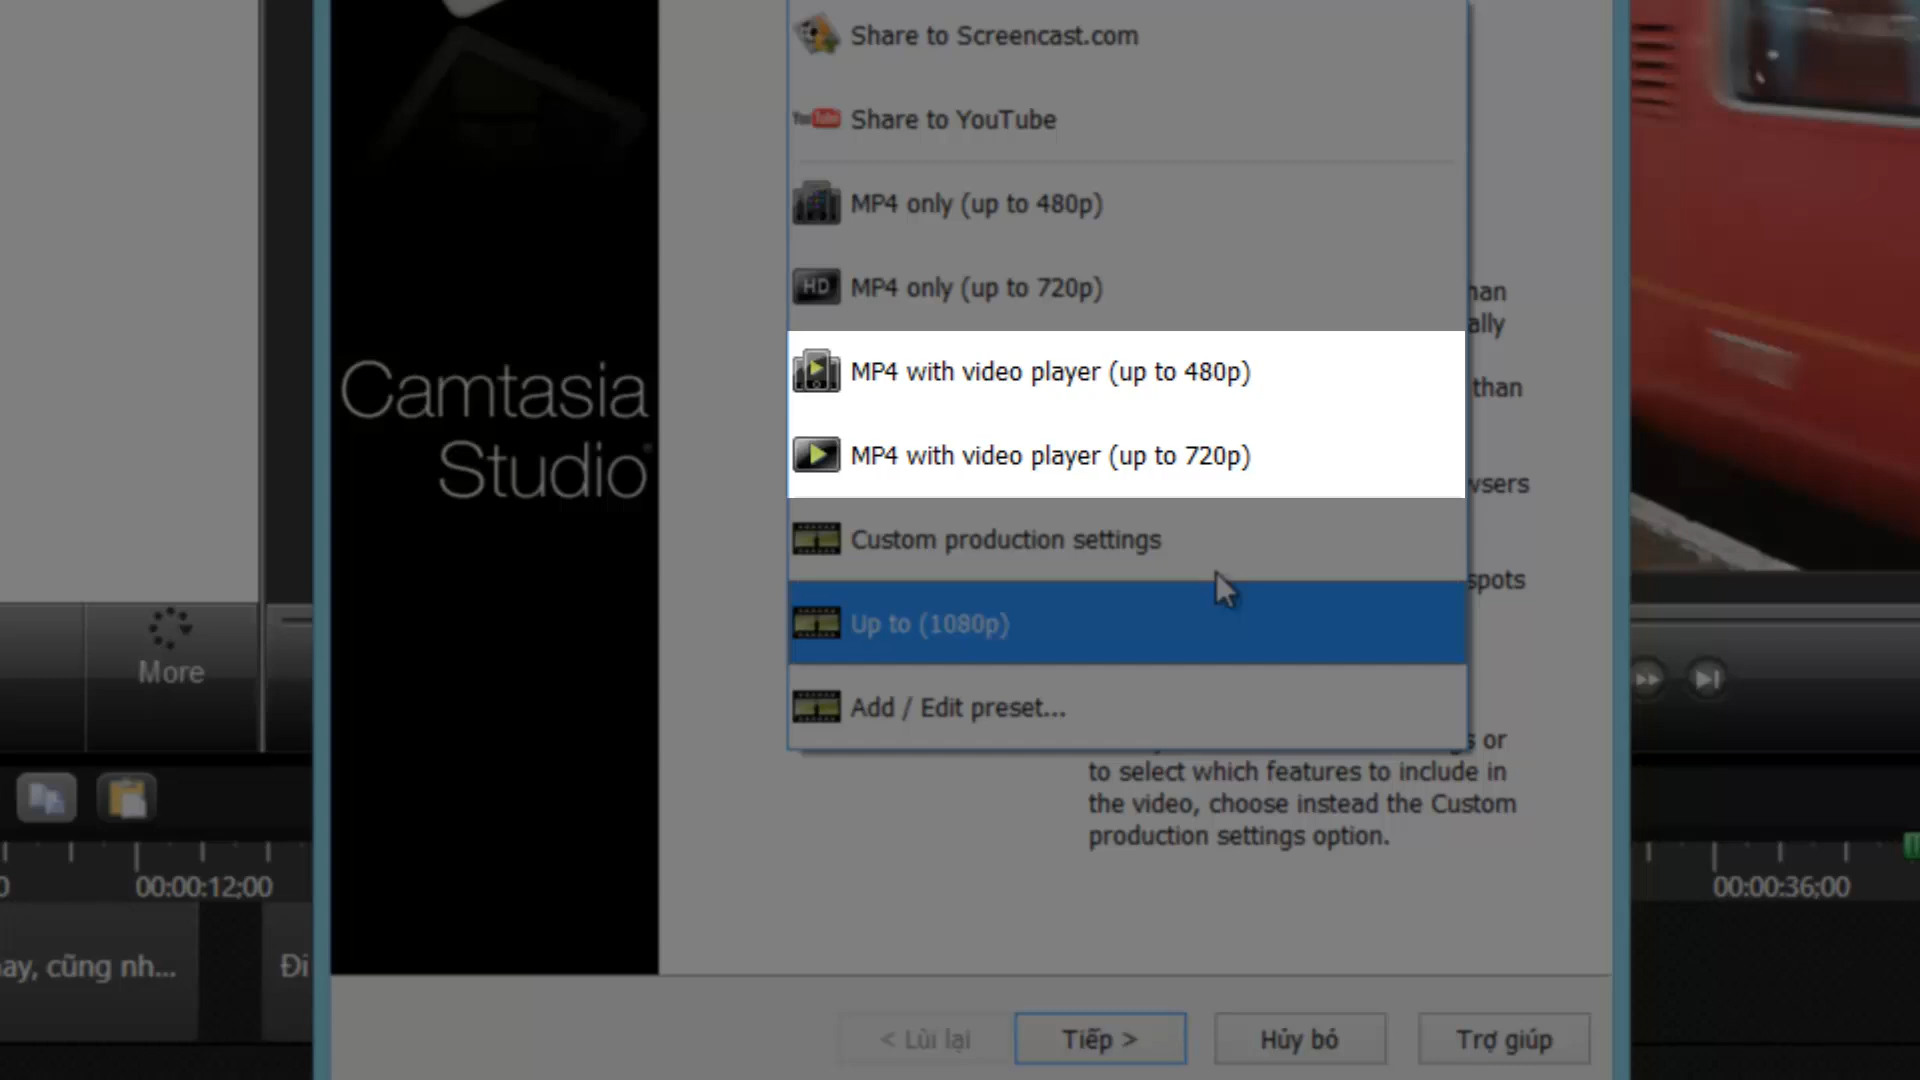 Share to Screencast.com
You Tube
Share to YouTube
MP4 only (up to 480p)
HD
MP4 only (up to 720p)
MP4 with video player (up to 480p)
MP4 with video player (up to 720p)
Custom production settings
Up to (1080p)
Add / Edit preset...
Camtasia
Studio
ally
than
spots
or
to select which features to include in
the video, choose instead the Custom
production settings option.
More
00:00:12;00
00:00:36;00
cũng nh...
Đi
< Lùi lại
Tiếp >
Hủy bỏ
Trợ giúp